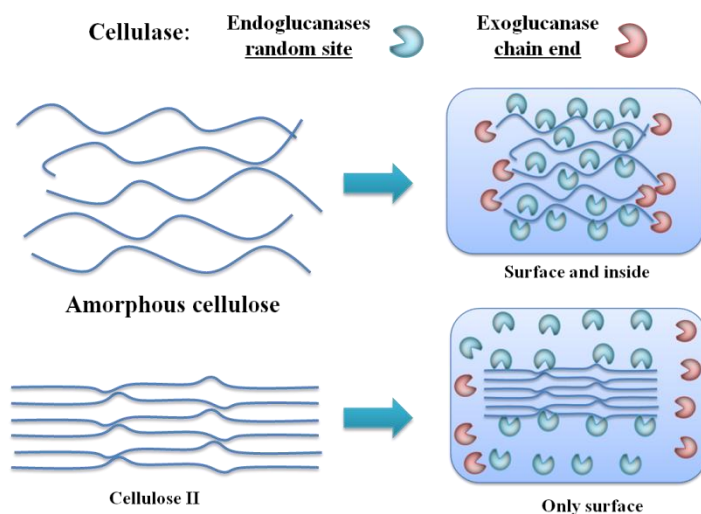 Cellulase:
Endoglucanases
random site
Exoglucanase
chain end
Surface and inside
Amorphous cellulose
Cellulose II
Only surface